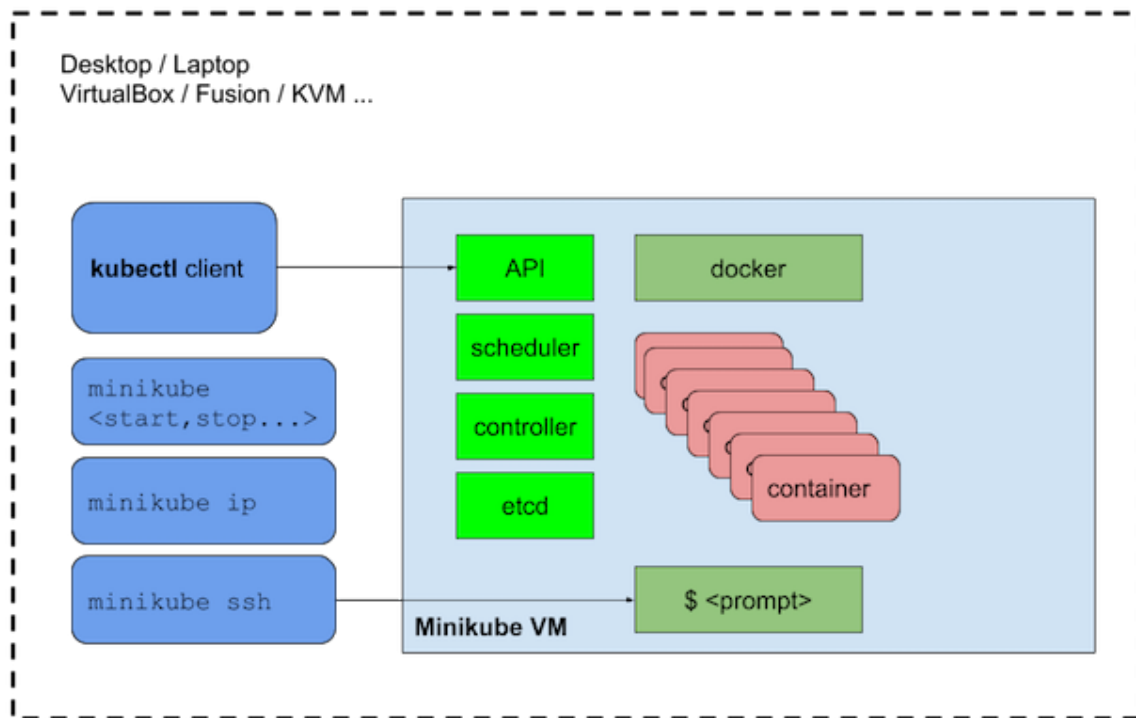 Desktop / Laptop
VirtualBox / Fusion / KVM ...
kubectl client
API
docker
scheduler
minikube
<start,stop...>
controller
container
minikube ip
etcd
minikube ssh
$ <prompt>
Minikube VM